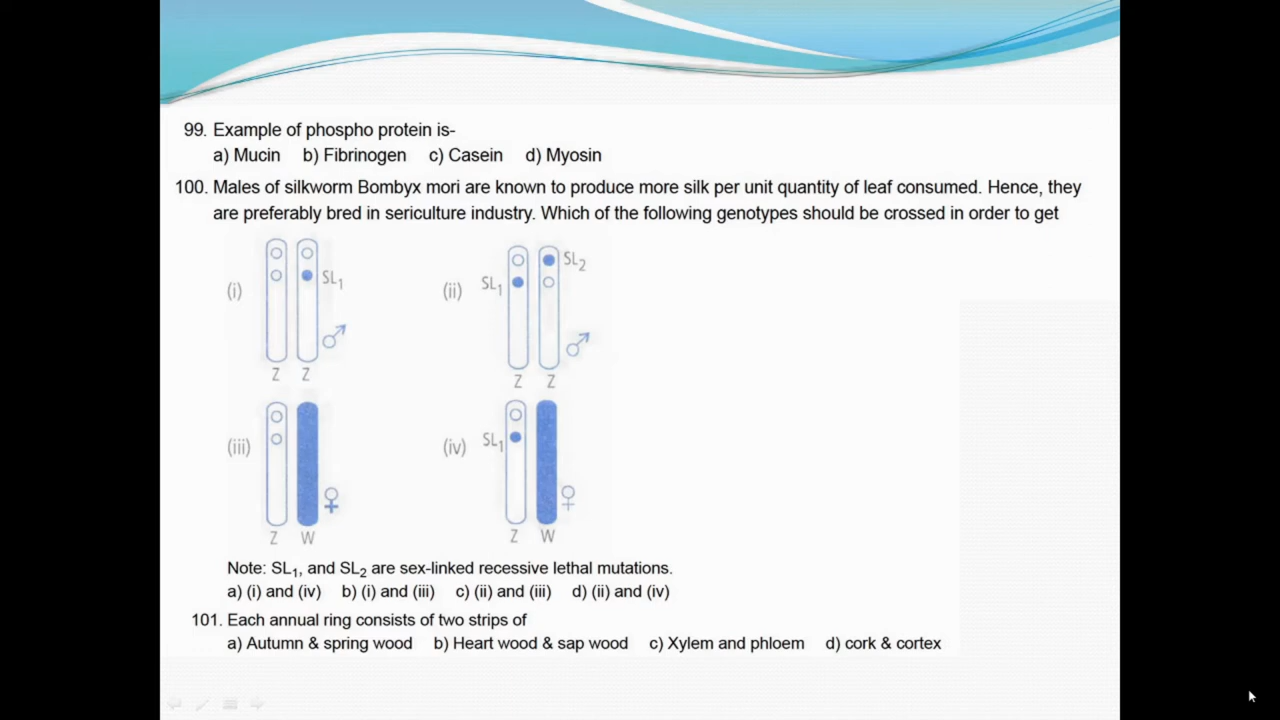 99. Example of phospho protein is-
a) Mucin b) Fibrinogen c) Casein d) Myosin
100. Males of silkworm Bombyx mori are known to produce more silk per unit quantity of leaf consumed. Hence, they
are preferably bred in sericulture industry. Which of the following genotypes should be crossed in order to get
(i) SL1 ♂
Z Z
(ii) SL1 SL2 ♂
Z Z
(iii) ♀
Z W
(iv) SL1 ♀
Z W
Note: SL1, and SL2 are sex-linked recessive lethal mutations.
a) (i) and (iv) b) (i) and (iii) c) (ii) and (iii) d) (ii) and (iv)
101. Each annual ring consists of two strips of
a) Autumn & spring wood b) Heart wood & sap wood c) Xylem and phloem d) cork & cortex